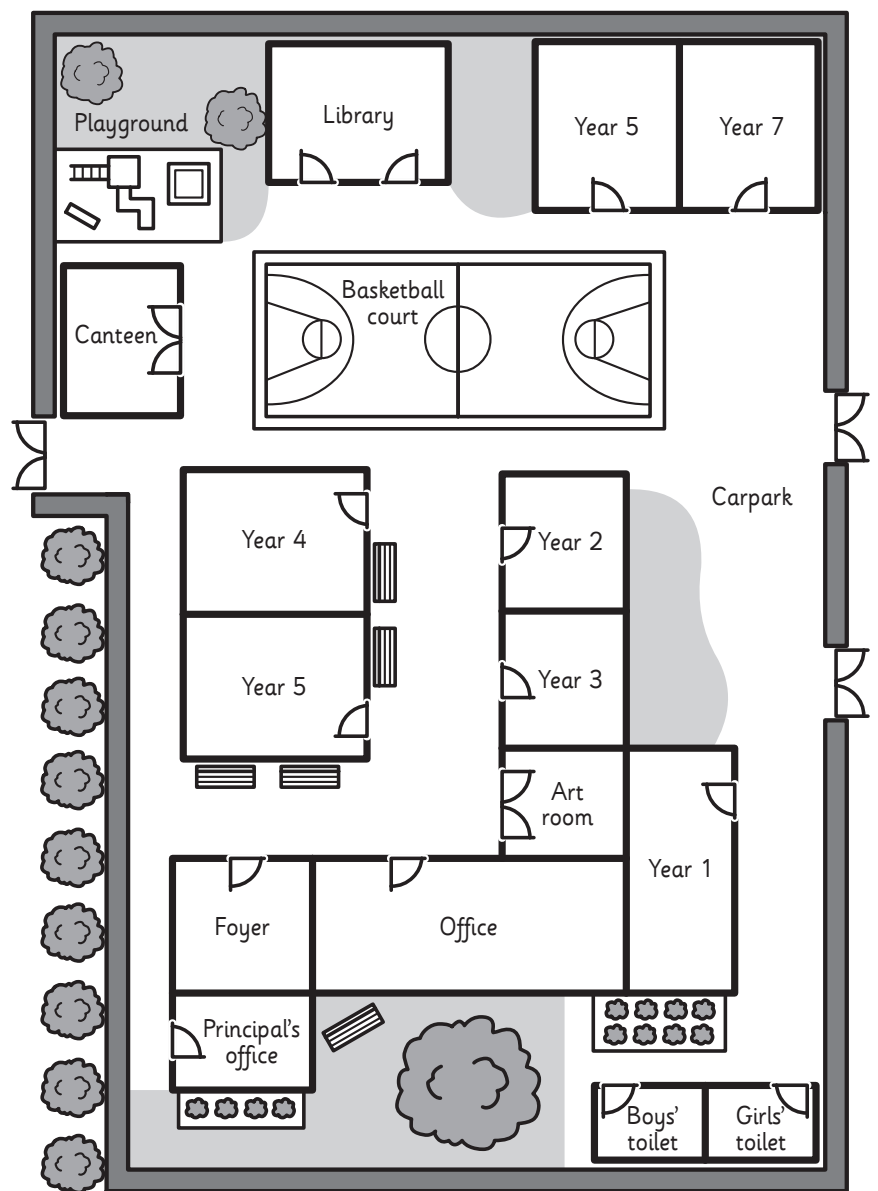 Playground
Library
Year 5
Year 7
Canteen
Basketball
court
Carpark
Year 4
Year 2
Year 5
Year 3
Art
room
Year 1
Foyer
Office
Principal's
office
Boys'
toilet
Girls'
toilet